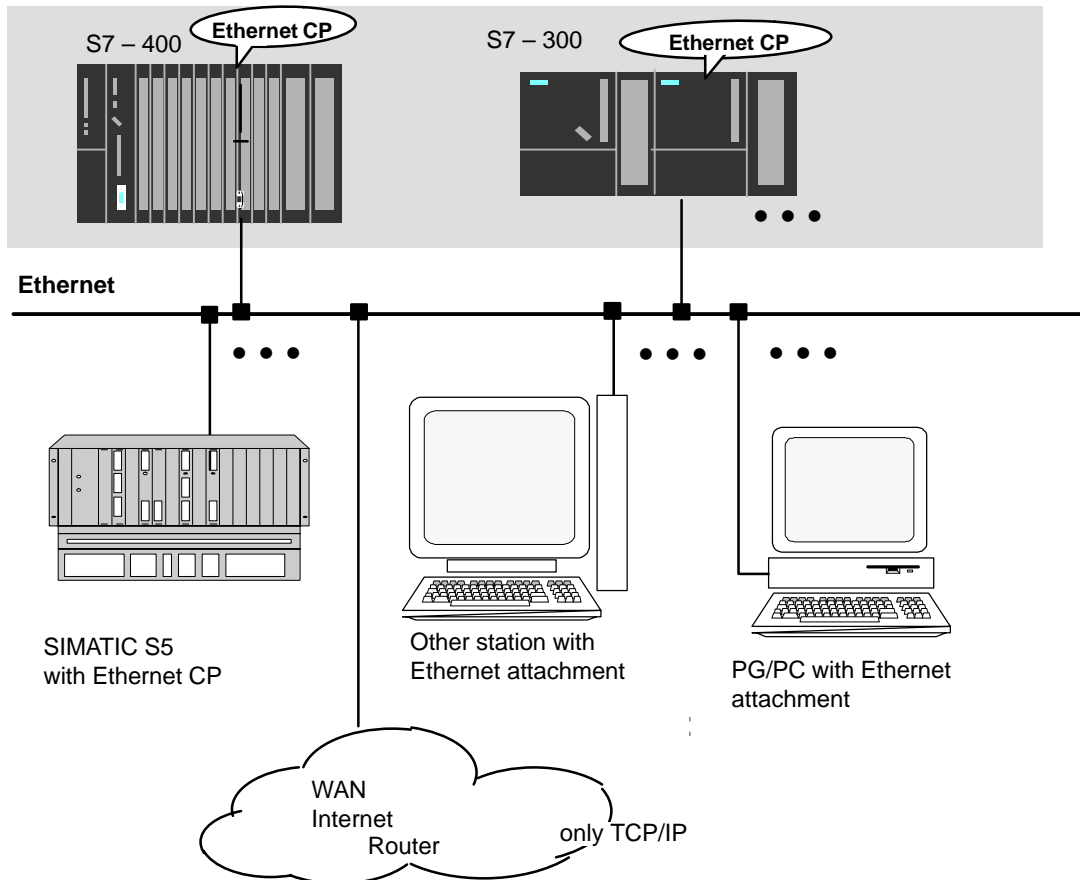 S7 – 400
Ethernet CP
S7 – 300
Ethernet CP
Ethernet
SIMATIC S5
with Ethernet CP
Other station with
Ethernet attachment
PG/PC with Ethernet
attachment
WAN
Internet
Router
only TCP/IP